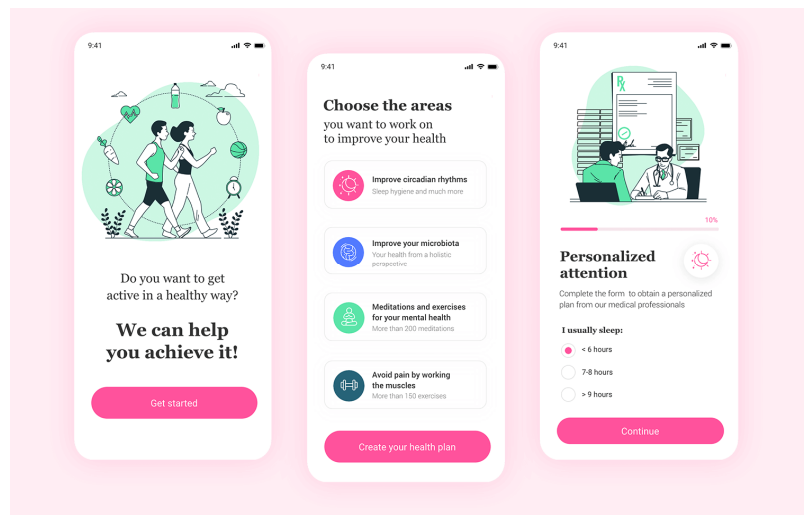 9:41
Do you want to get
active in a healthy way?
We can help
you achieve it!
Get started
9:41
Choose the areas
you want to work on
to improve your health
Improve circadian rhythms
Sleep hygiene and much more
Improve your microbiota
Your health from a holistic
perspective
Meditations and exercises
for your mental health
More than 200 meditations
Avoid pain by working
the muscles
More than 150 exercises
Create your health plan
9:41
RX
10%
Personalized
attention
Complete the form to obtain a personalized
plan from our medical professionals
I usually sleep:
< 6 hours
7-8 hours
> 9 hours
Continue